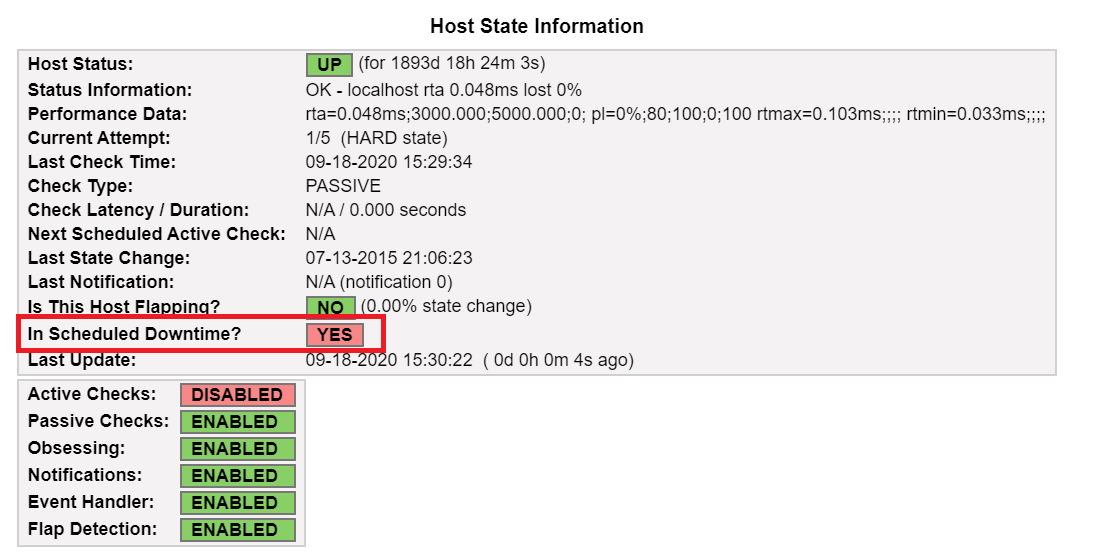 Host State Information
Host Status: UP (for 1893d 18h 24m 3s)
Status Information: OK - localhost rta 0.048ms lost 0%
Performance Data: rta=0.048ms;3000.000;5000.000;0; pl=0%;80;100;0;100 rtmax=0.103ms;;;; rtmin=0.033ms;;;;
Current Attempt: 1/5 (HARD state)
Last Check Time: 09-18-2020 15:29:34
Check Type: PASSIVE
Check Latency / Duration: N/A / 0.000 seconds
Next Scheduled Active Check: N/A
Last State Change: 07-13-2015 21:06:23
Last Notification: N/A (notification 0)
Is This Host Flapping? NO (0.00% state change)
In Scheduled Downtime? YES
Last Update: 09-18-2020 15:30:22 ( 0d 0h 0m 4s ago)
Active Checks: DISABLED
Passive Checks: ENABLED
Obsessing: ENABLED
Notifications: ENABLED
Event Handler: ENABLED
Flap Detection: ENABLED